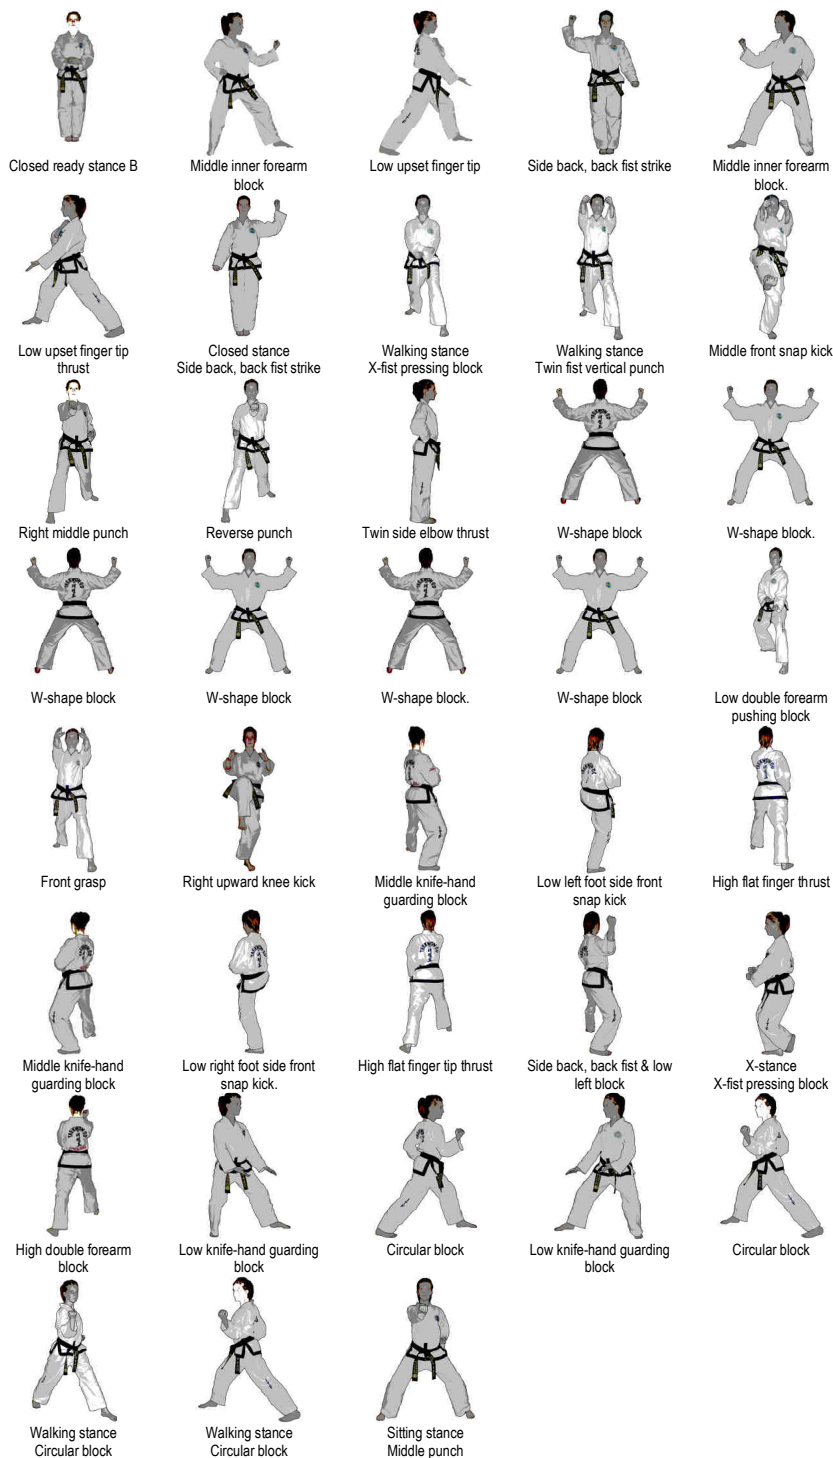 Closed ready stance B
Middle inner forearm
block
Low upset finger tip
Side back, back fist strike
Middle inner forearm
block.
Low upset finger tip
thrust
Closed stance
Side back, back fist strike
Walking stance
X-fist pressing block
Walking stance
Twin fist vertical punch
Middle front snap kick
Right middle punch
Reverse punch
Twin side elbow thrust
W-shape block
W-shape block.
W-shape block
W-shape block
W-shape block.
W-shape block
Low double forearm
pushing block
Front grasp
Right upward knee kick
Middle knife-hand
guarding block
Low left foot side front
snap kick
High flat finger thrust
Middle knife-hand
guarding block
Low right foot side front
snap kick.
High flat finger tip thrust
Side back, back fist & low
left block
X-stance
X-fist pressing block
High double forearm
block
Low knife-hand guarding
block
Circular block
Low knife-hand guarding
block
Circular block
Walking stance
Circular block
Walking stance
Circular block
Sitting stance
Middle punch